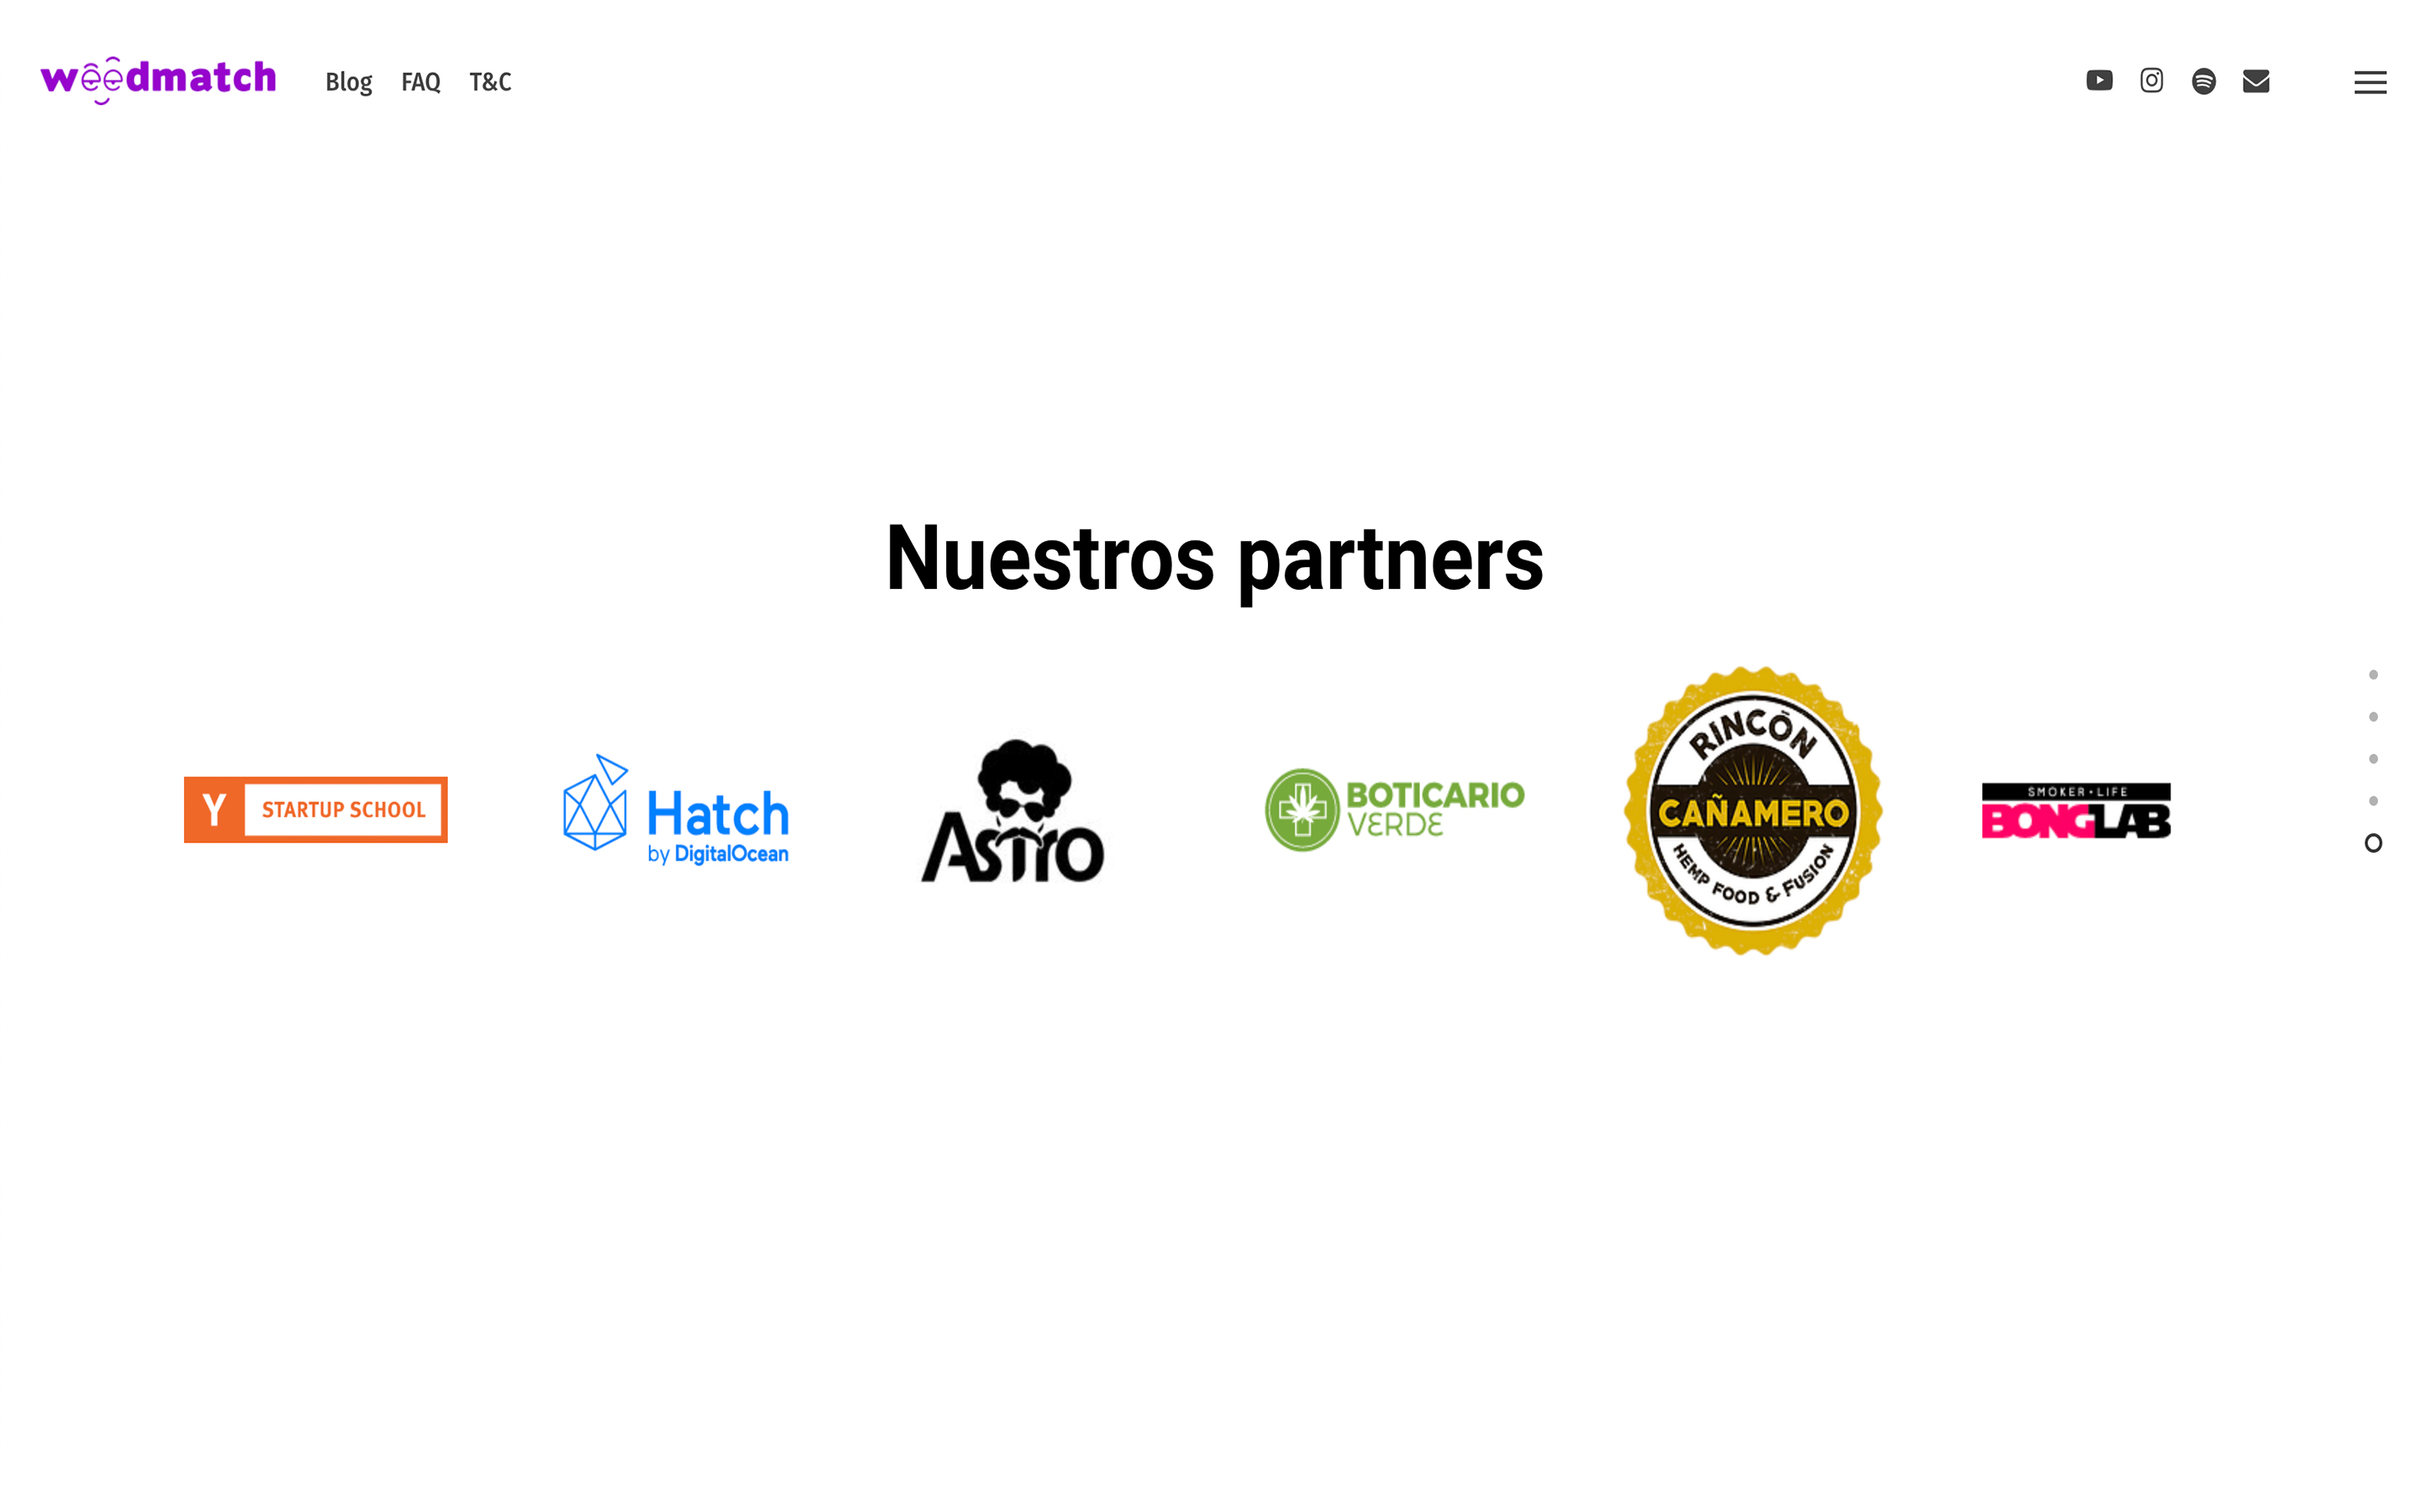 weedmatch
Blog FAQ T&C
Nuestros partners
Y STARTUP SCHOOL
Hatch
by DigitalOcean
Astro
BOTICARIO
VERDE
RINCÓN
CAÑAMERO
HEMP FOOD & FUSION
SMOKER · LIFE
BONGLAB